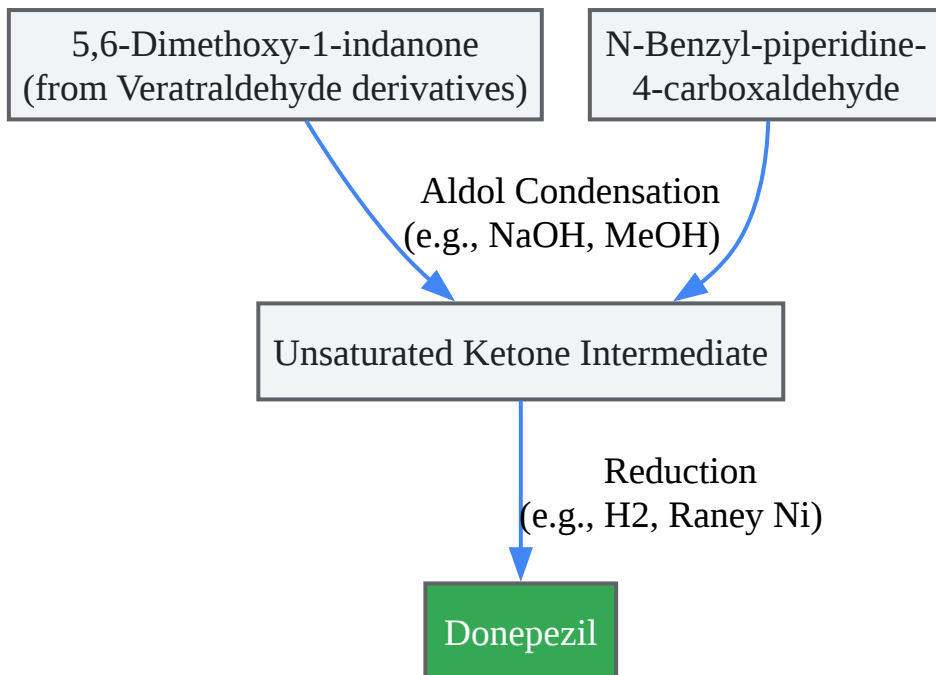 5,6-Dimethoxy-1-indanone
(from Veratraldehyde derivatives)
N-Benzyl-piperidine-
4-carboxaldehyde
Aldol Condensation
(e.g., NaOH, MeOH)
Unsaturated Ketone Intermediate
Reduction
(e.g., H2, Raney Ni)
Donepezil